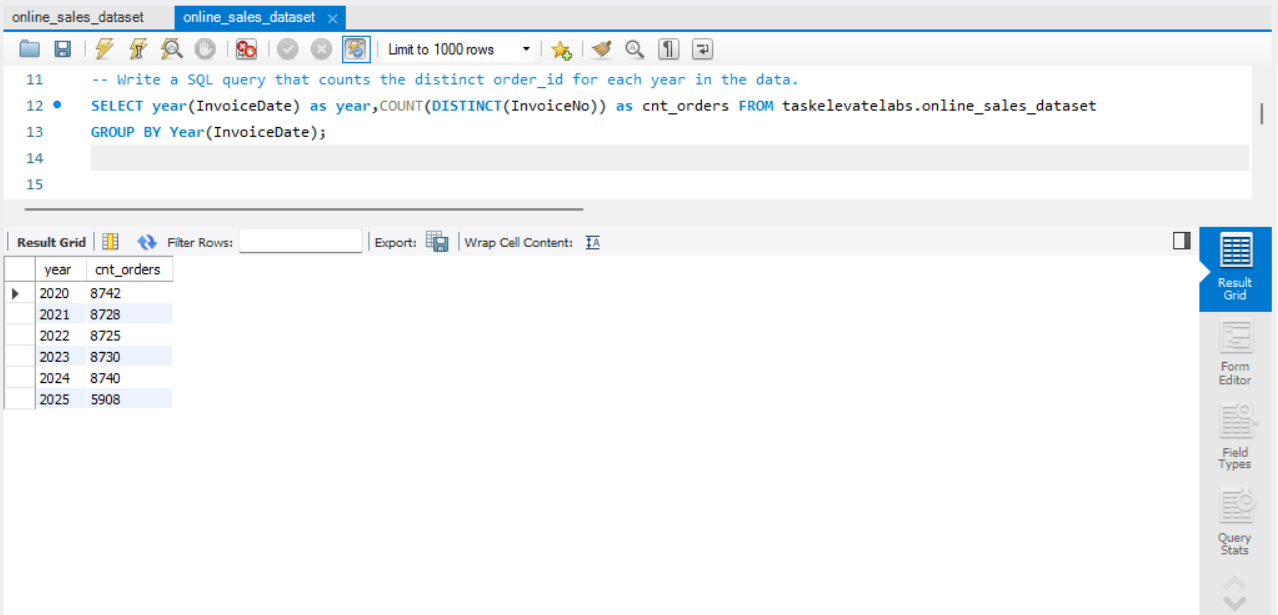 online_sales_dataset online_sales_dataset ×
Limit to 1000 rows
11 -- Write a SQL query that counts the distinct order_id for each year in the data.
12 SELECT year(InvoiceDate) as year,COUNT(DISTINCT(InvoiceNo)) as cnt_orders FROM taskelevatelabs.online_sales_dataset
13 GROUP BY Year(InvoiceDate);
14
15
Result Grid Filter Rows: Export: Wrap Cell Content: IA
year cnt_orders
2020 8742
2021 8728
2022 8725
2023 8730
2024 8740
2025 5908
Result
Grid
Form
Editor
Field
Types
Query
Stats